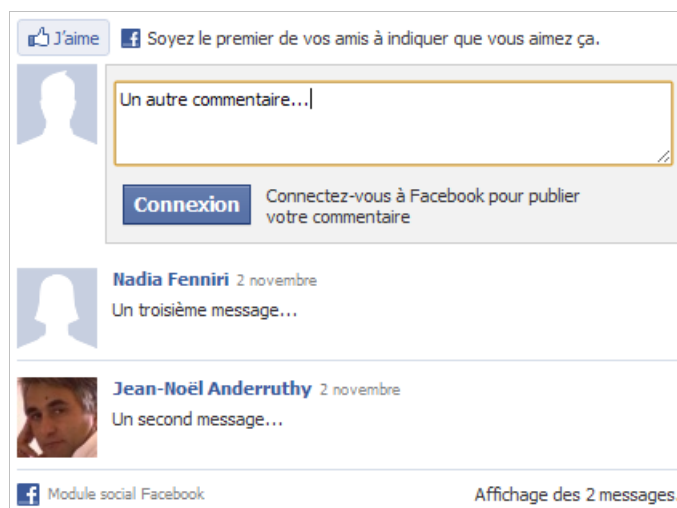 J'aime Soyez le premier de vos amis à indiquer que vous aimez ça.
Un autre commentaire...
Connexion Connectez-vous à Facebook pour publier
votre commentaire
Nadia Fenniri 2 novembre
Un troisième message...
Jean-Noël Anderruthy 2 novembre
Un second message...
Module social Facebook Affichage des 2 messages.